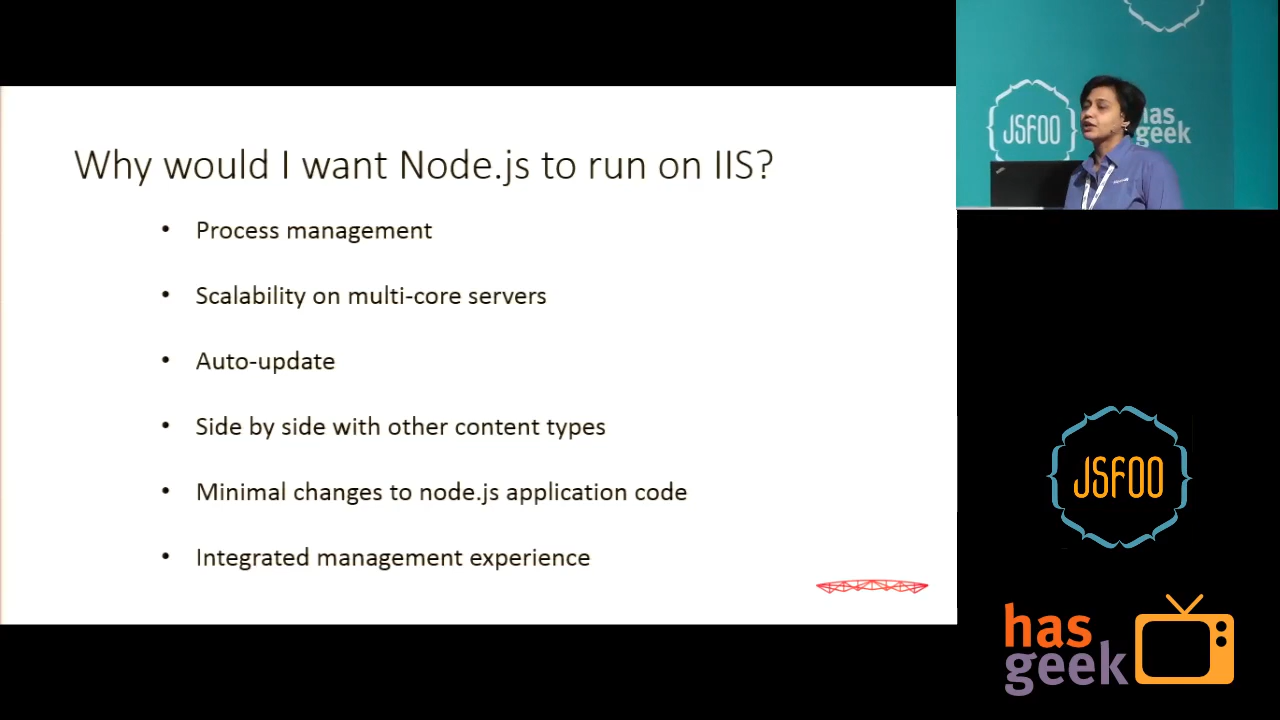 Why would I want Node.js to run on IIS?
• Process management
• Scalability on multi-core servers
• Auto-update
• Side by side with other content types
• Minimal changes to node.js application code
• Integrated management experience
JSFOO
has
geek
JSFOO
has
geek